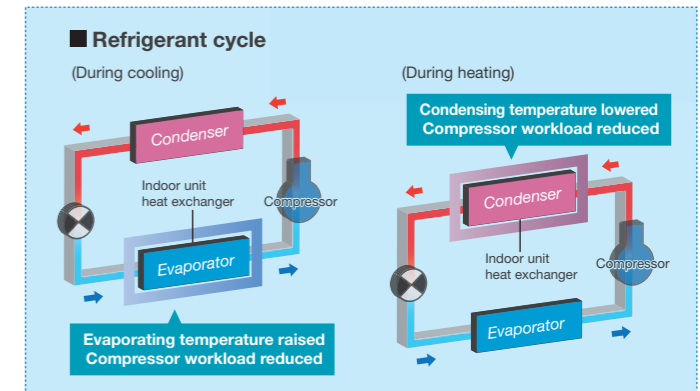 Refrigerant cycle
(During cooling)
Condenser
Indoor unit
heat exchanger
Compressor
Evaporator
Evaporating temperature raised
Compressor workload reduced
(During heating)
Condensing temperature lowered
Compressor workload reduced
Condenser
Indoor unit
heat exchanger
Compressor
Evaporator